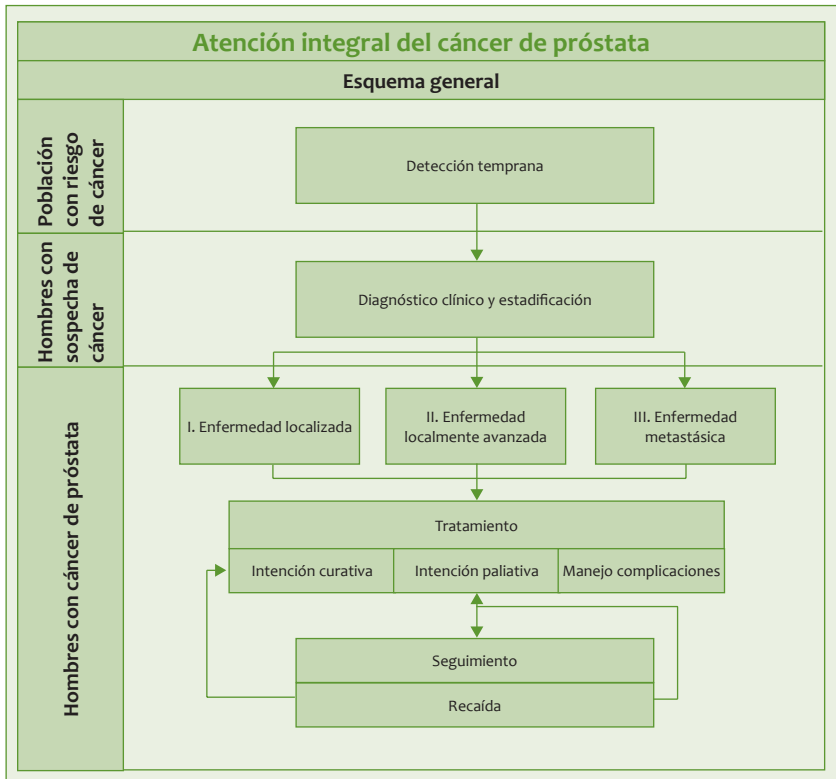 Atención integral del cáncer de próstata
Esquema general
Población
con riesgo
de cáncer
Detección temprana
Hombres con
sospecha de
cáncer
Diagnóstico clínico y estadificación
Hombres con cáncer de próstata
I. Enfermedad localizada
II. Enfermedad
localmente avanzada
III. Enfermedad
metastásica
Tratamiento
Intención curativa
Intención paliativa
Manejo complicaciones
Seguimiento
Recaída